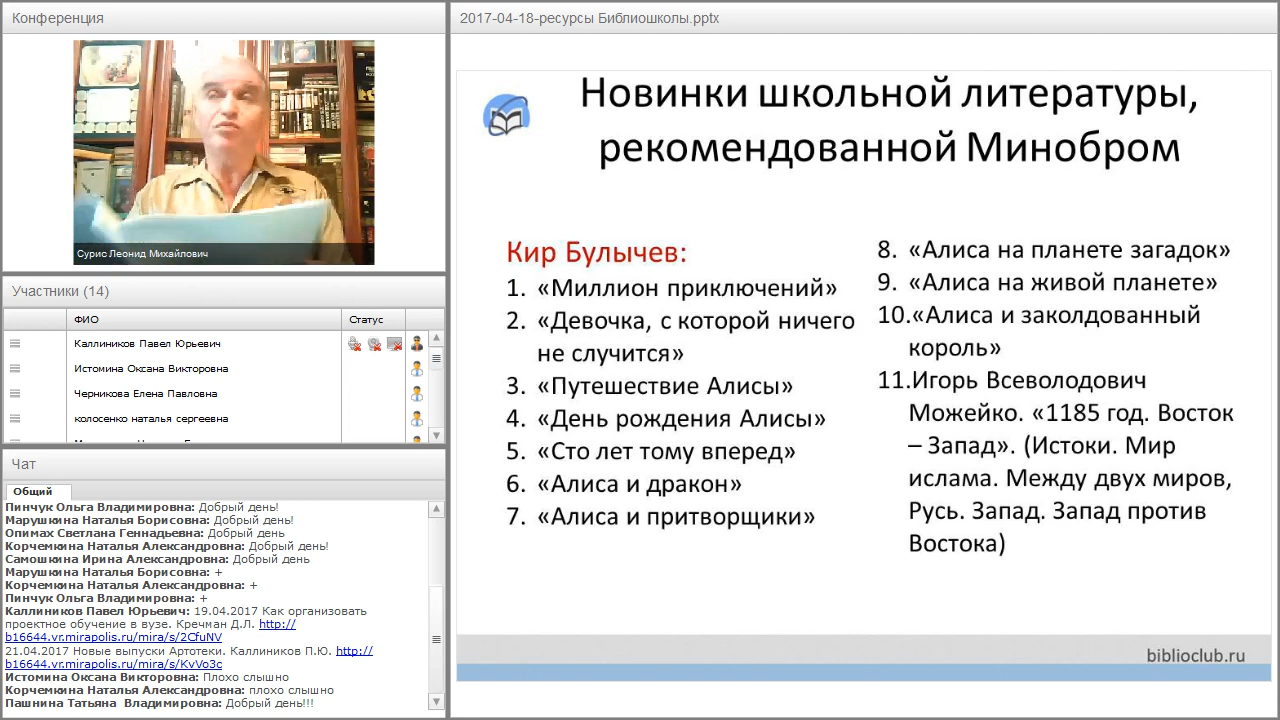 Конференция
Сурис Леонид Михайлович
Участники (14)
ФИО
Статус
Каллиников Павел Юрьевич
Истомина Оксана Викторовна
Черникова Елена Павловна
колосенко наталья сергеевна
Чат
Общий
Пинчук Ольга Владимировна: Добрый день!
Марушкина Наталья Борисовна: Добрый день!
Опимах Светлана Геннадьевна: Добрый день
Корчемкина Наталья Александровна: Добрый день!
Самошкина Ирина Александровна: Добрый день
Марушкина Наталья Борисовна: +
Корчемкина Наталья Александровна: +
Пинчук Ольга Владимировна: +
Каллиников Павел Юрьевич: 19.04.2017 Как организовать
проектное обучение в вузе. Кречман Д.Л. http://
b16644.vr.mirapolis.ru/mira/s/2CfuNV
21.04.2017 Новые выпуски Артотеки. Каллиников П.Ю. http://
b16644.vr.mirapolis.ru/mira/s/KvVo3c
Истомина Оксана Викторовна: Плохо слышно
Корчемкина Наталья Александровна: плохо слышно
Пашнина Татьяна Владимировна: Добрый день!!!
2017-04-18-ресурсы Библиошколы.pptx
Новинки школьной литературы,
рекомендованной Минобром
Кир Булычев:
1. «Миллион приключений»
2. «Девочка, с которой ничего
не случится»
3. «Путешествие Алисы»
4. «День рождения Алисы»
5. «Сто лет тому вперед»
6. «Алиса и дракон»
7. «Алиса и притворщики»
8. «Алиса на планете загадок»
9. «Алиса на живой планете»
10.«Алиса и заколдованный
король»
11.Игорь Всеволодович
Можейко. «1185 год. Восток
– Запад». (Истоки. Мир
ислама. Между двух миров,
Русь. Запад. Запад против
Востока)
biblioclub.ru